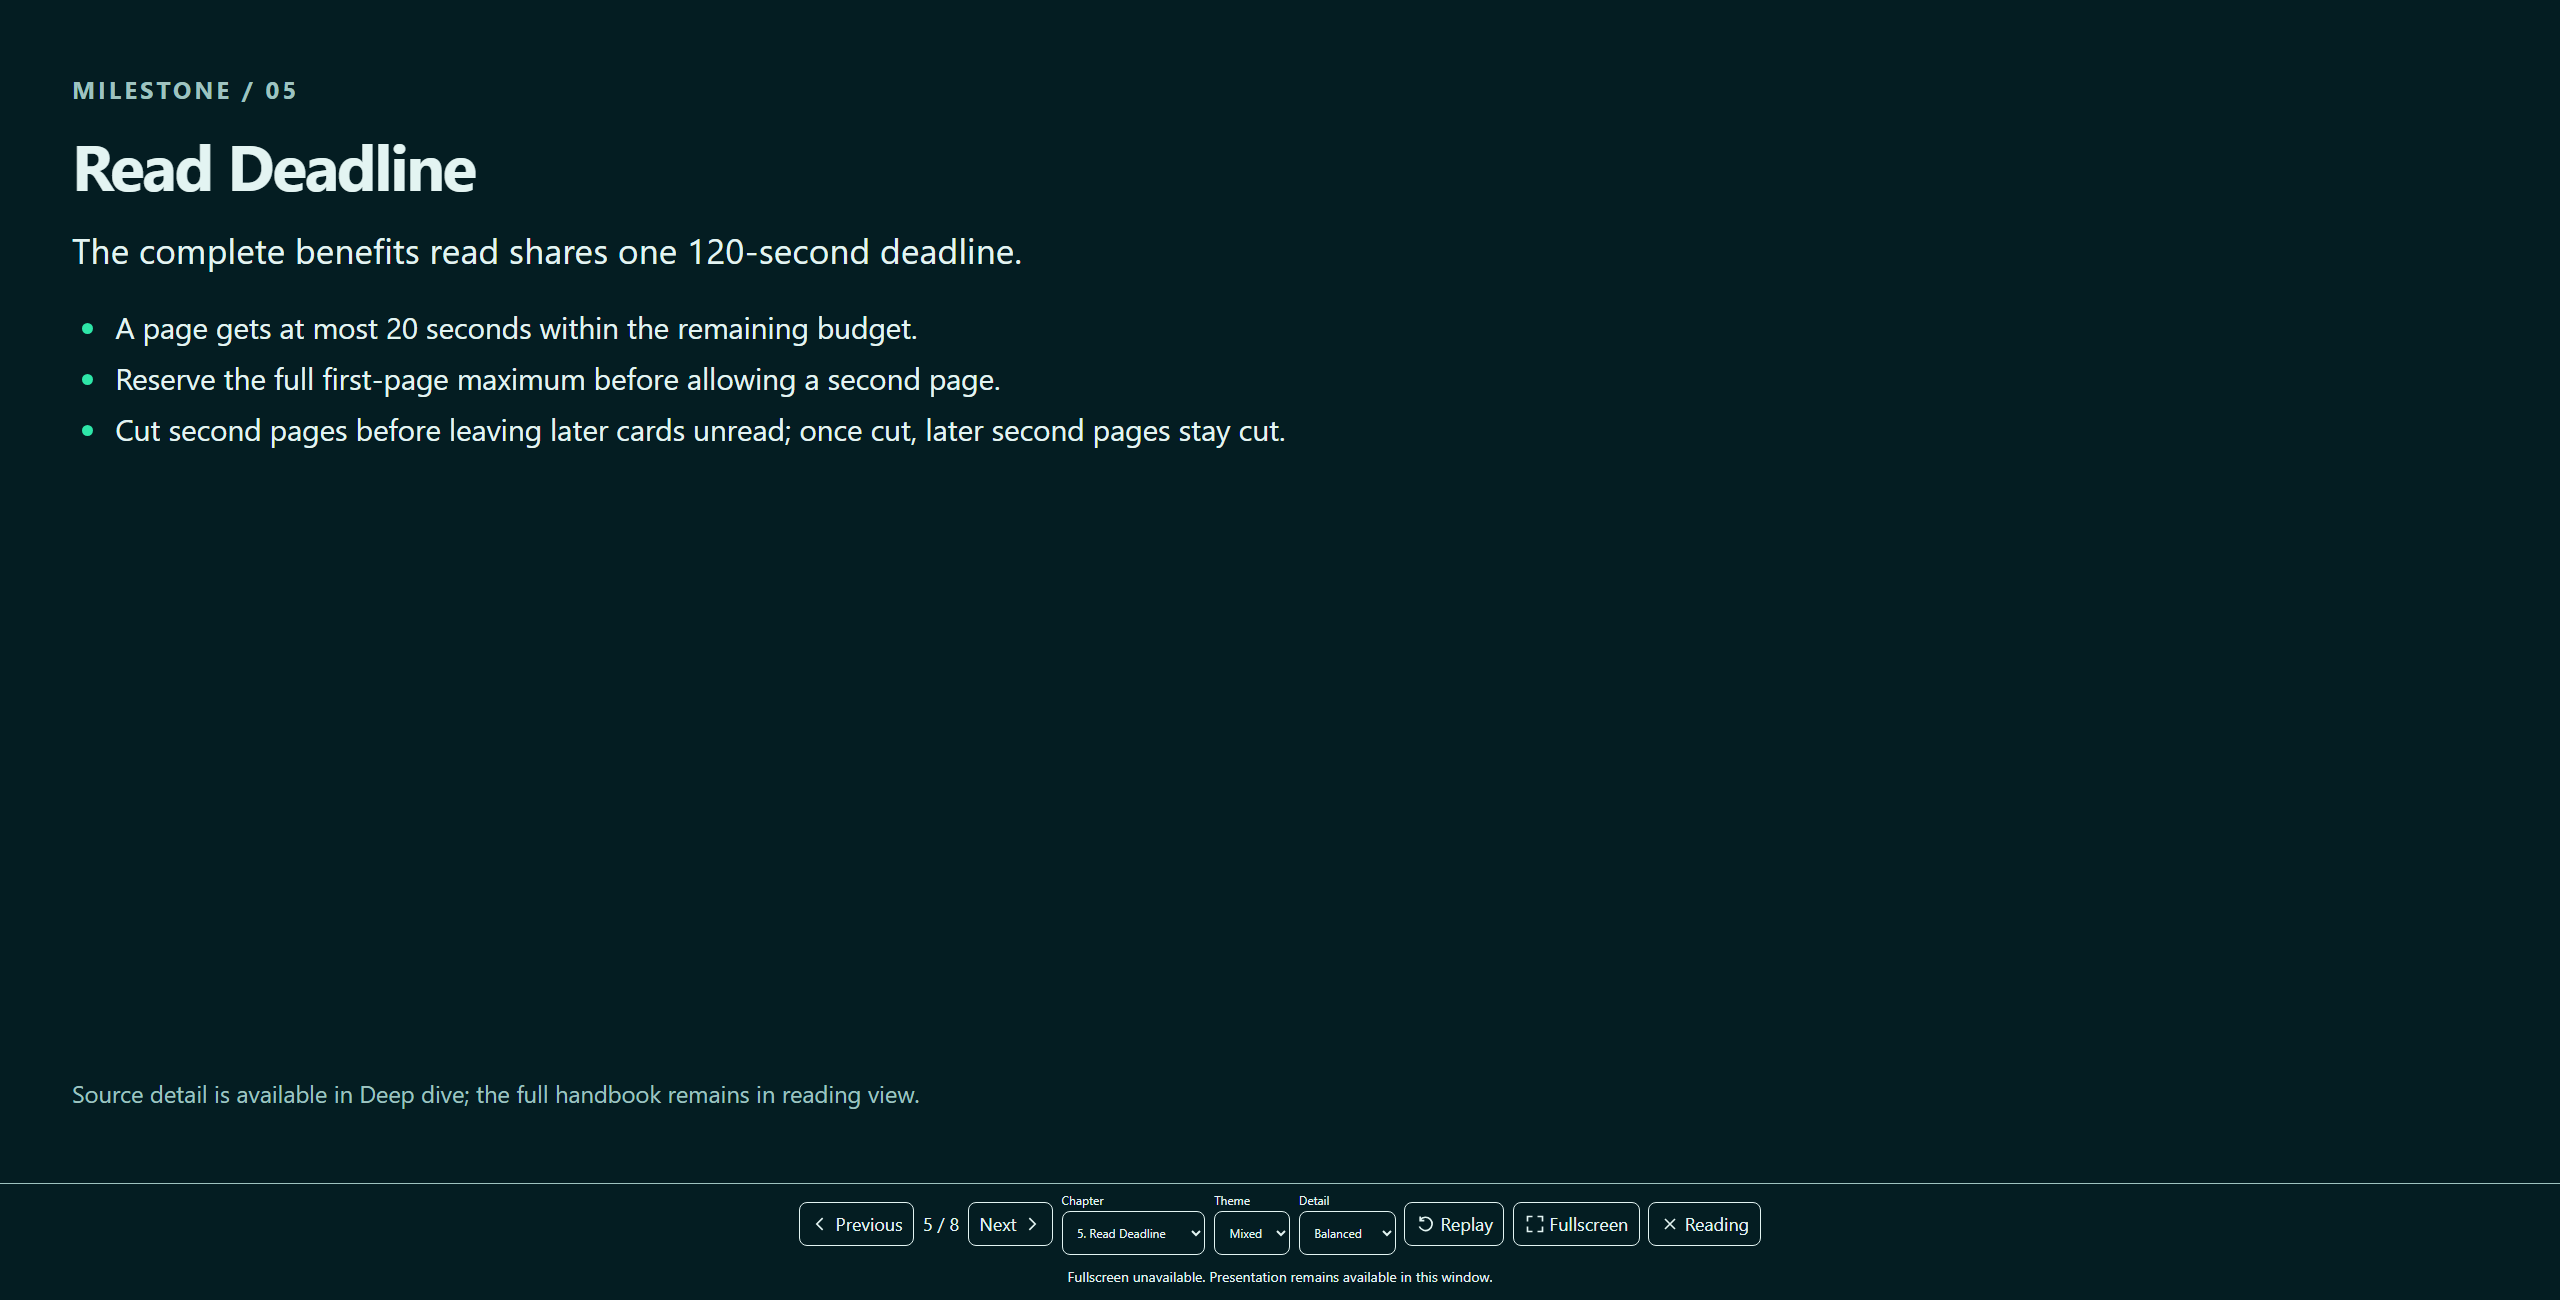 MILESTONE / 05
Read Deadline
The complete benefits read shares one 120-second deadline.
A page gets at most 20 seconds within the remaining budget.
Reserve the full first-page maximum before allowing a second page.
Cut second pages before leaving later cards unread; once cut, later second pages stay cut.
Source detail is available in Deep dive; the full handbook remains in reading view.
Chapter Theme Detail
Previous 5 / 8 Next 5. Read Deadline Mixed Balanced Replay Fullscreen Reading
Fullscreen unavailable. Presentation remains available in this window.